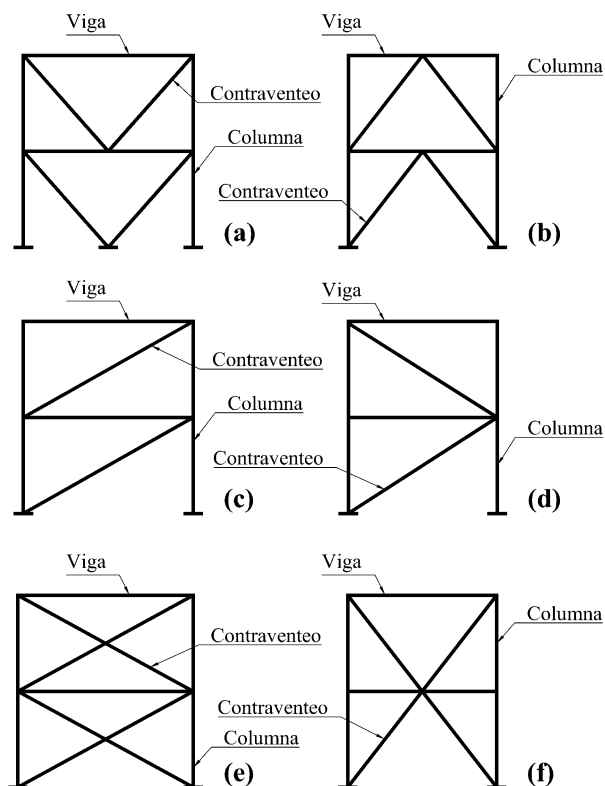 Viga
Contraventeo
Columna
(a)
Viga
Columna
Contraventeo
(b)
Viga
Contraventeo
Columna
(c)
Viga
Columna
Contraventeo
(d)
Viga
Contraventeo
Columna
(e)
Viga
Columna
Contraventeo
(f)